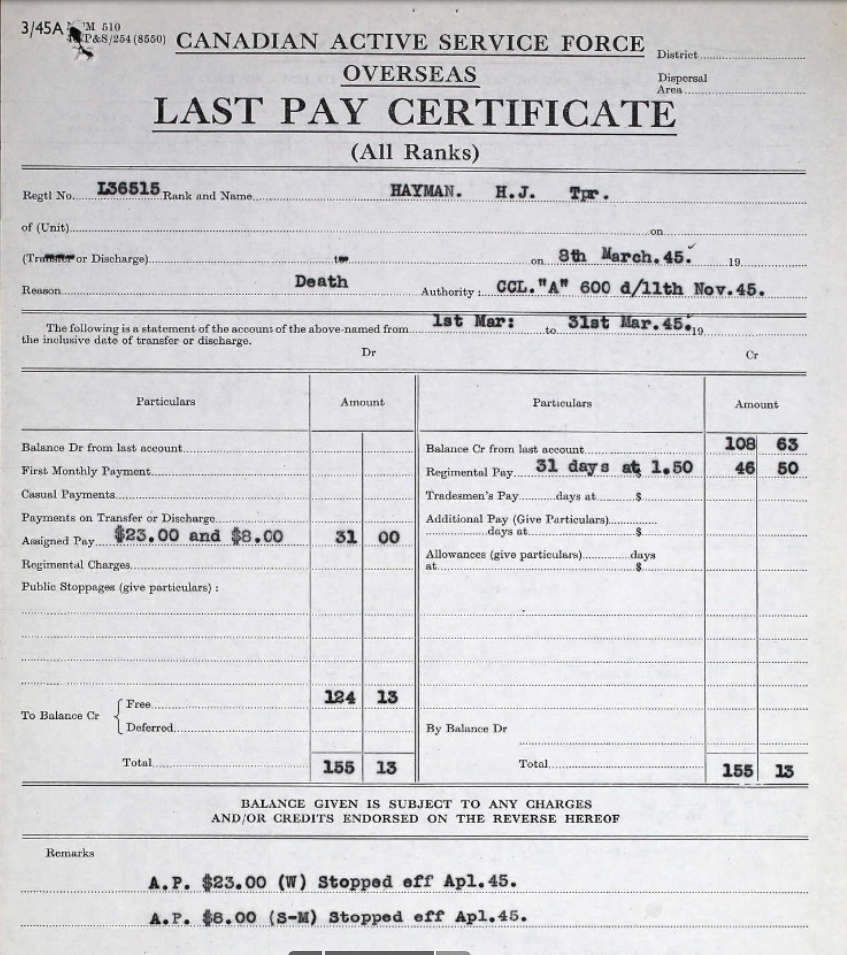 3/45A M 510
P&S/254 (8550)
CANADIAN ACTIVE SERVICE FORCE
District
OVERSEAS
Dispersal
Area
LAST PAY CERTIFICATE
(All Ranks)
Regtl No. L36515 Rank and Name HAYMAN. H.J. Tpr.
of (Unit) on
(Transfer or Discharge) to on 8th March.45. 19
Reason Death Authority: CCL."A" 600 d/11th Nov.45.
The following is a statement of the account of the above-named from 1st Mar: to 31st Mar.45. 19
the inclusive date of transfer or discharge.
Dr Cr
Particulars Amount Particulars Amount
Balance Dr from last account Balance Cr from last account 108 63
First Monthly Payment Regimental Pay 31 days at 1.50 46 50
Casual Payments Tradesmen's Pay days at $
Payments on Transfer or Discharge Additional Pay (Give Particulars)
Assigned Pay $23.00 and $8.00 31 00 days at $
Regimental Charges Allowances (give particulars) days
at $
Public Stoppages (give particulars) :
To Balance Cr Free 124 13
Deferred By Balance Dr
Total 155 13 Total 155 13
BALANCE GIVEN IS SUBJECT TO ANY CHARGES
AND/OR CREDITS ENDORSED ON THE REVERSE HEREOF
Remarks
A.P. $23.00 (W) Stopped eff Apl.45.
A.P. $8.00 (S-M) Stopped eff Apl.45.